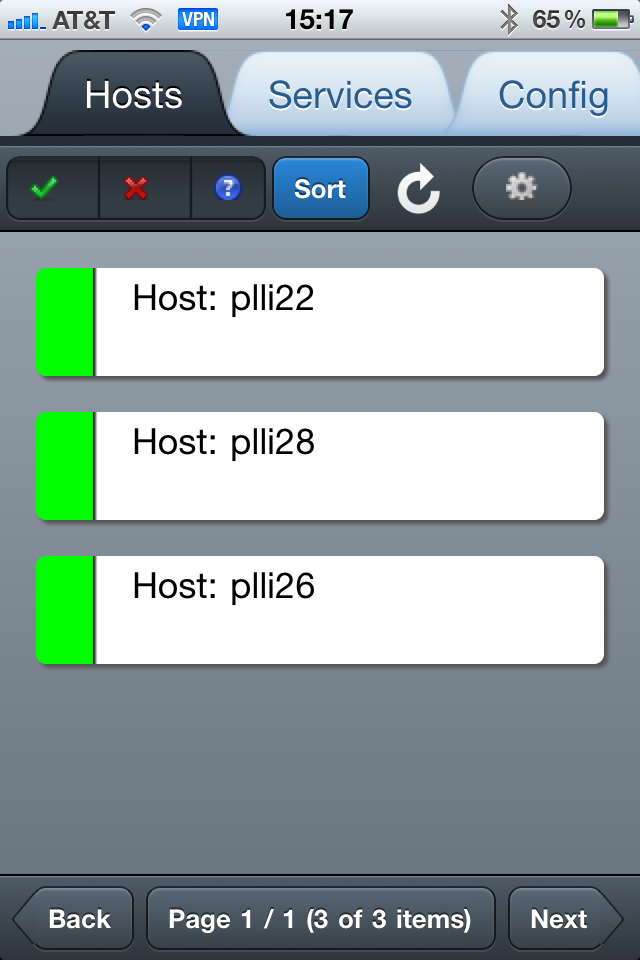 AT&T VPN 15:17 65%
Hosts Services Config
? Sort
Host: plli22
Host: plli28
Host: plli26
Back Page 1 / 1 (3 of 3 items) Next